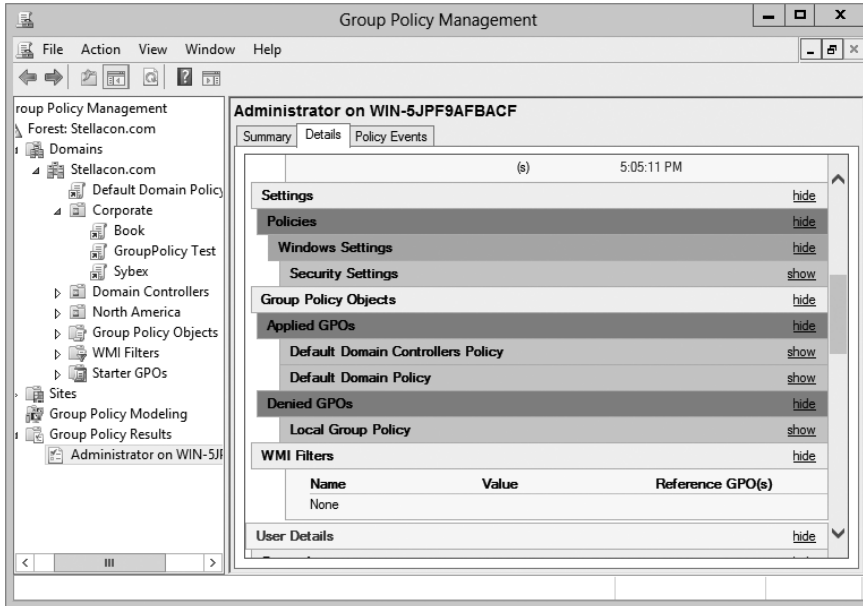 Group Policy Management
File Action View Window Help
roup Policy Management
Forest: Stellacon.com
Domains
Stellacon.com
Default Domain Policy
Corporate
Book
GroupPolicy Test
Sybex
Domain Controllers
North America
Group Policy Objects
WMI Filters
Starter GPOs
Sites
Group Policy Modeling
Group Policy Results
Administrator on WIN-5JP
Administrator on WIN-5JPF9AFBACF
Summary Details Policy Events
(s) 5:05:11 PM
Settings hide
Policies hide
Windows Settings hide
Security Settings show
Group Policy Objects hide
Applied GPOs hide
Default Domain Controllers Policy show
Default Domain Policy show
Denied GPOs hide
Local Group Policy show
WMI Filters hide
Name Value Reference GPO(s)
None
User Details hide